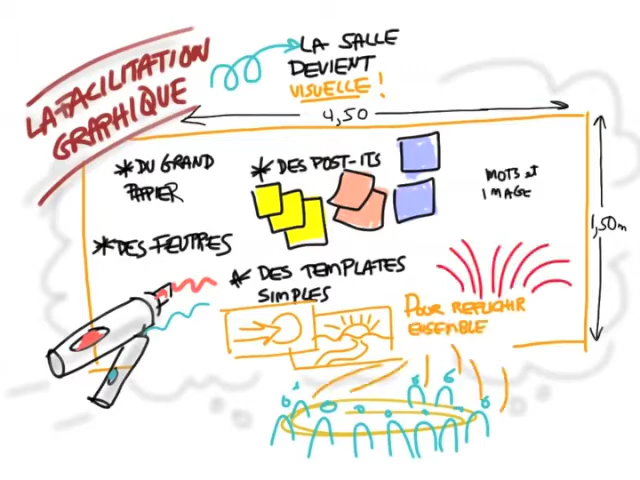 LA FACILITATION
GRAPHIQUE
LA SALLE
DEVIENT
VISUELLE !
4,50
* DU GRAND
PAPIER
* DES POST-ITS
MOTS et
IMAGE
1,50m
* DES FEUTRES
* DES TEMPLATES
SIMPLES
POUR REFLECHIR
ENSEMBLE